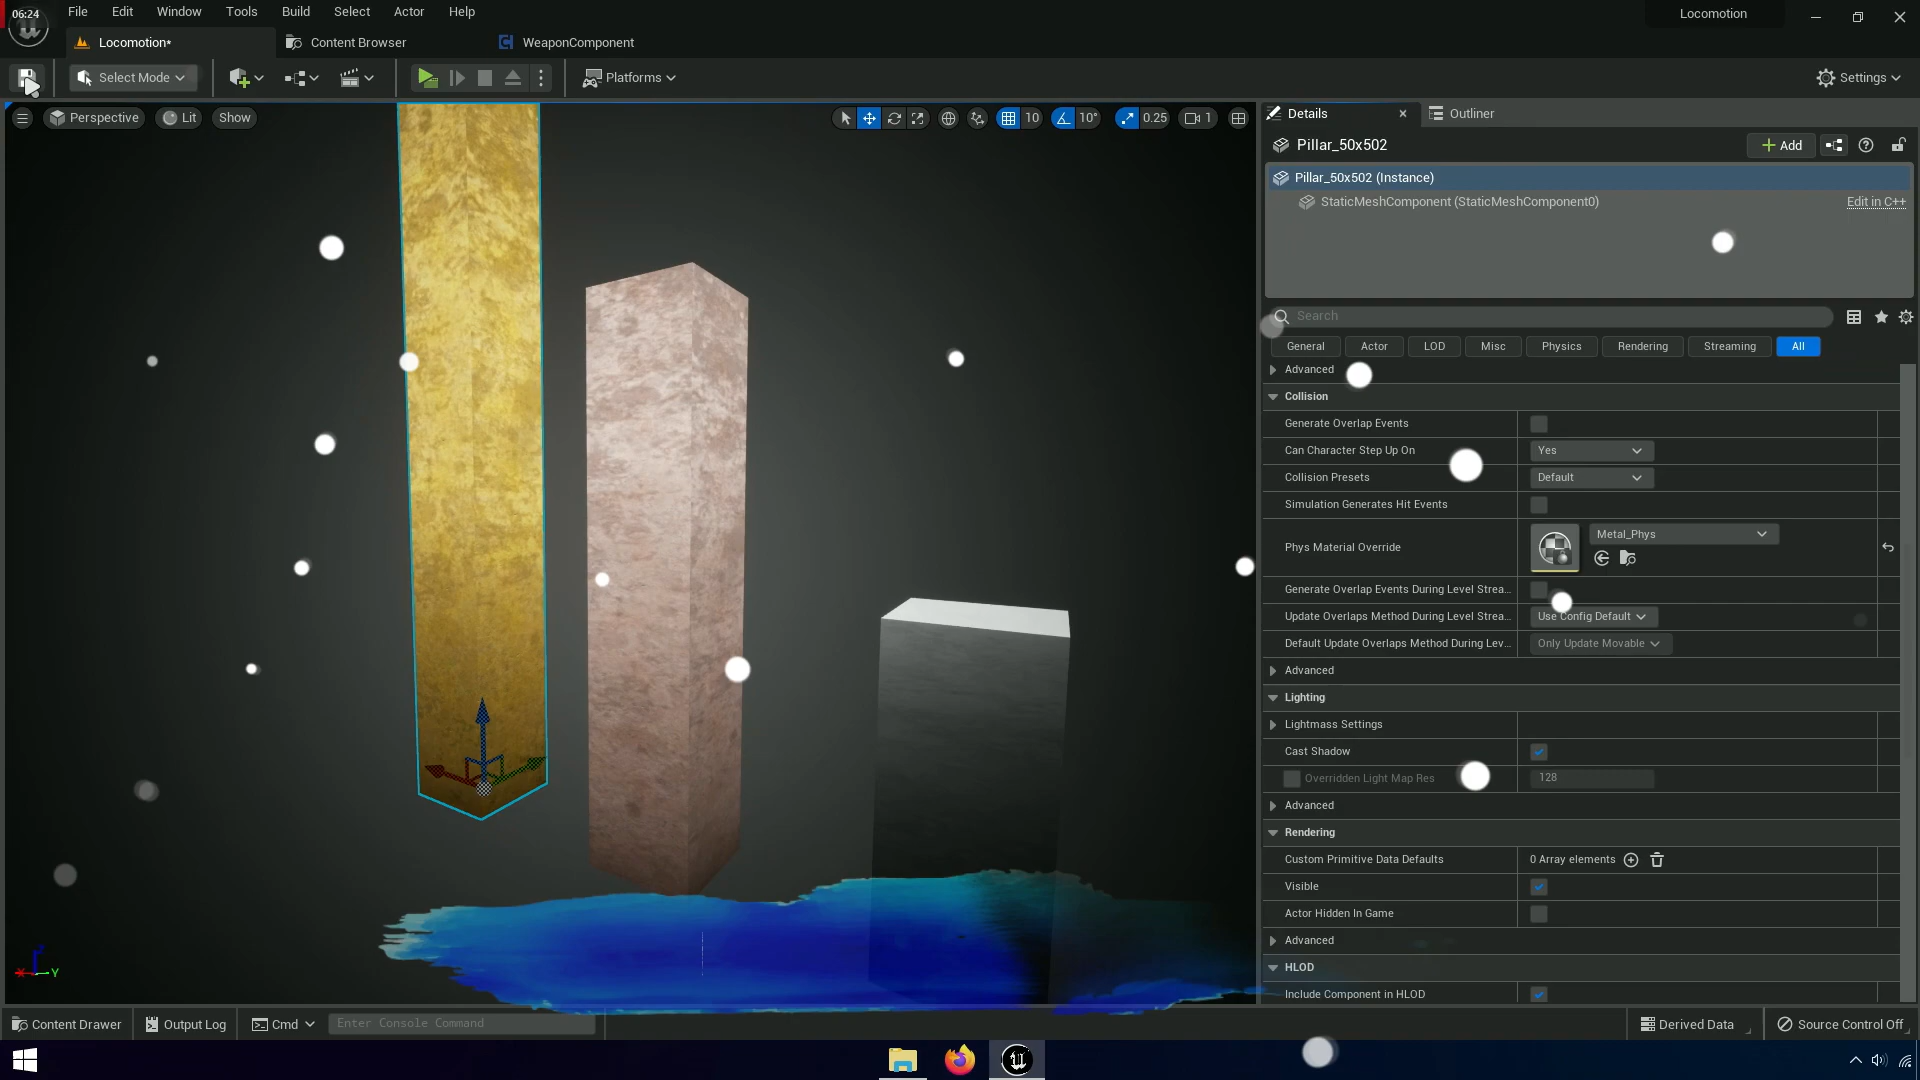 06:24
File Edit Window Tools Build Select Actor Help
Locomotion
Locomotion* Content Browser WeaponComponent
Select Mode Platforms Settings
Perspective Lit Show 10 10° 0.25 1
Details Outliner
Pillar_50x502 Add
Pillar_50x502 (Instance)
StaticMeshComponent (StaticMeshComponent0) Edit in C++
Search
General Actor LOD Misc Physics Rendering Streaming All
Advanced
Collision
Generate Overlap Events
Can Character Step Up On Yes
Collision Presets Default
Simulation Generates Hit Events
Phys Material Override Metal_Phys
Generate Overlap Events During Level Strea...
Update Overlaps Method During Level Strea... Use Config Default
Default Update Overlaps Method During Lev... Only Update Movable
Advanced
Lighting
Lightmass Settings
Cast Shadow
Overridden Light Map Res 128
Advanced
Rendering
Custom Primitive Data Defaults 0 Array elements
Visible
Actor Hidden In Game
Advanced
HLOD
Include Component in HLOD
Y
Content Drawer Output Log Cmd Enter Console Command Derived Data Source Control Off